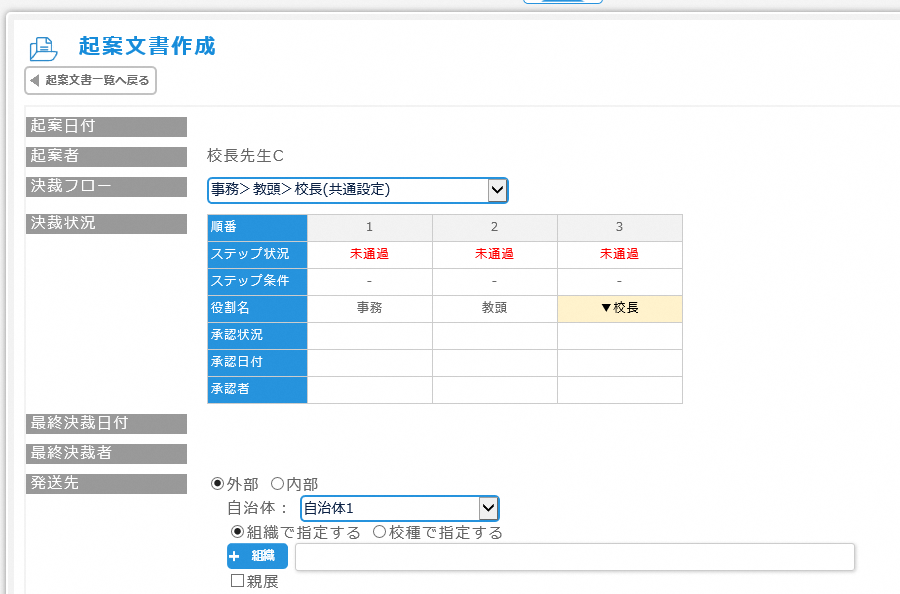 起案文書作成
起案文書一覧へ戻る
起案日付
起案者 校長先生C
決裁フロー 事務>教頭>校長(共通設定)
決裁状況
順番 1 2 3
ステップ状況 未通過 未通過 未通過
ステップ条件 - - -
役割名 事務 教頭 ▼校長
承認状況
承認日付
承認者
最終決裁日付
最終決裁者
発送先 外部 内部
自治体: 自治体1
組織で指定する 校種で指定する
+ 組織
親展